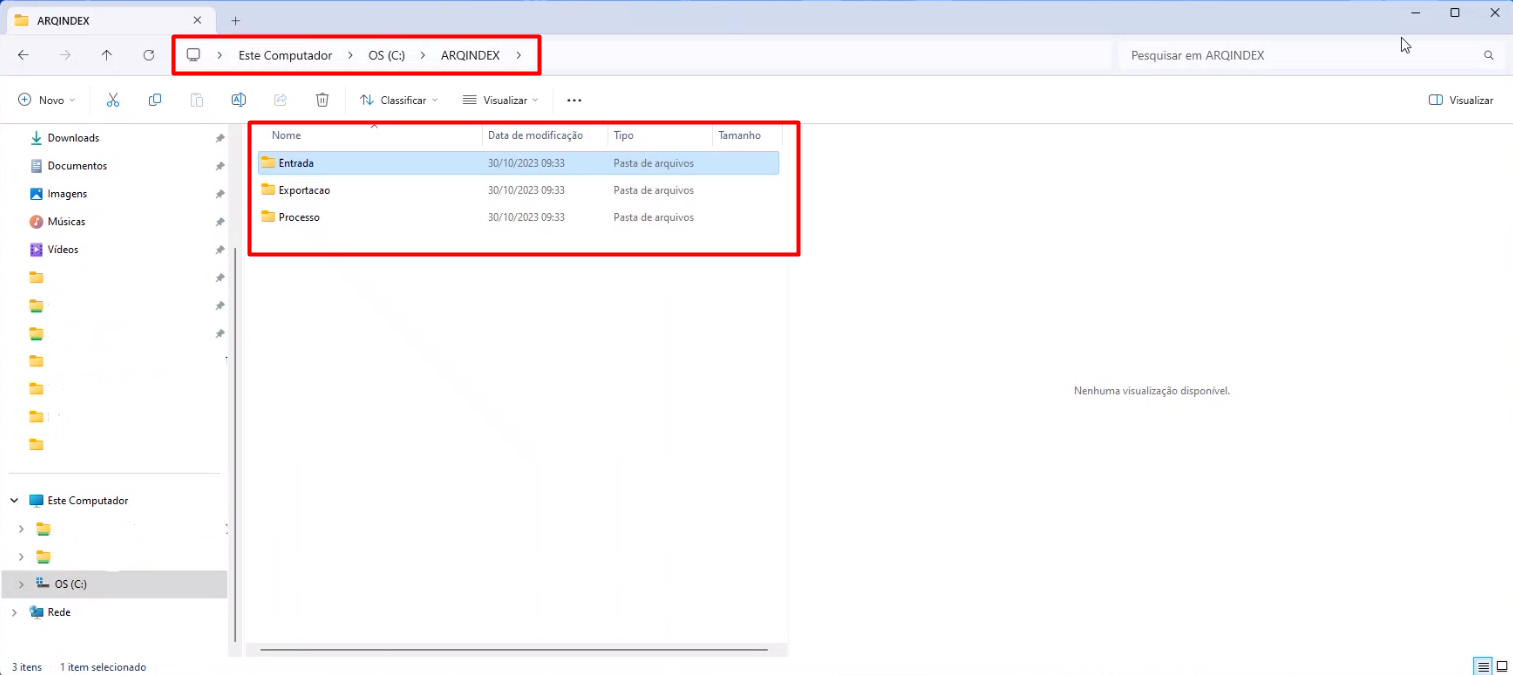 ARQINDEX
Este Computador > OS (C:) > ARQINDEX >
Pesquisar em ARQINDEX
Novo
Classificar
Visualizar
Visualizar
Downloads
Documentos
Imagens
Músicas
Vídeos
Este Computador
OS (C:)
Rede
Nome Data de modificação Tipo Tamanho
Entrada 30/10/2023 09:33 Pasta de arquivos
Exportacao 30/10/2023 09:33 Pasta de arquivos
Processo 30/10/2023 09:33 Pasta de arquivos
Nenhuma visualização disponível.
3 itens 1 item selecionado